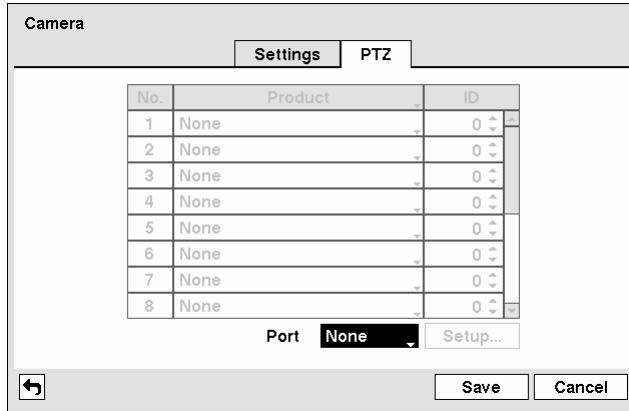 Camera
Settings PTZ
No. Product ID
1 None 0
2 None 0
3 None 0
4 None 0
5 None 0
6 None 0
7 None 0
8 None 0
Port None Setup...
Save Cancel